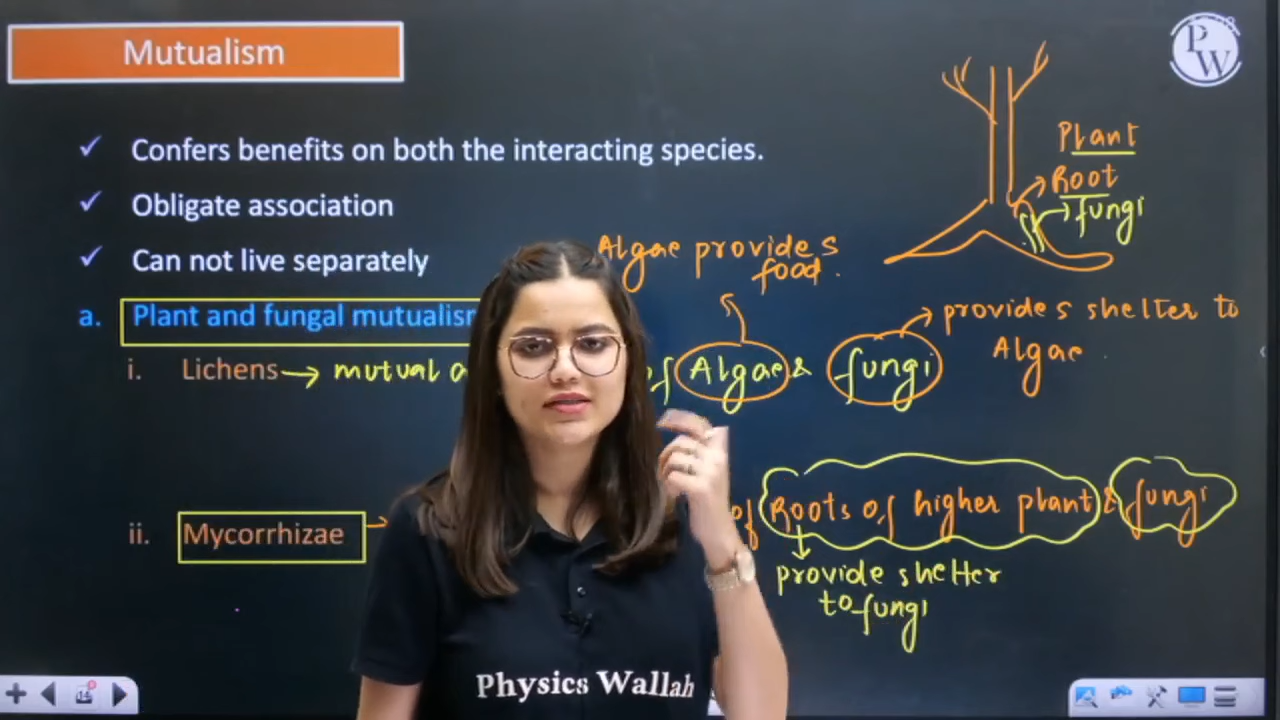 Mutualism
PW
✓ Confers benefits on both the interacting species.
✓ Obligate association
✓ Can not live separately
Plant
Root
fungi
Algae provides
food.
a. Plant and fungal mutualism
provides shelter to
Algae
i. Lichens → mutual a
of Algae & fungi
ii. Mycorrhizae →
of Roots of higher plant & fungi
provide shelter
to fungi
Physics Wallah